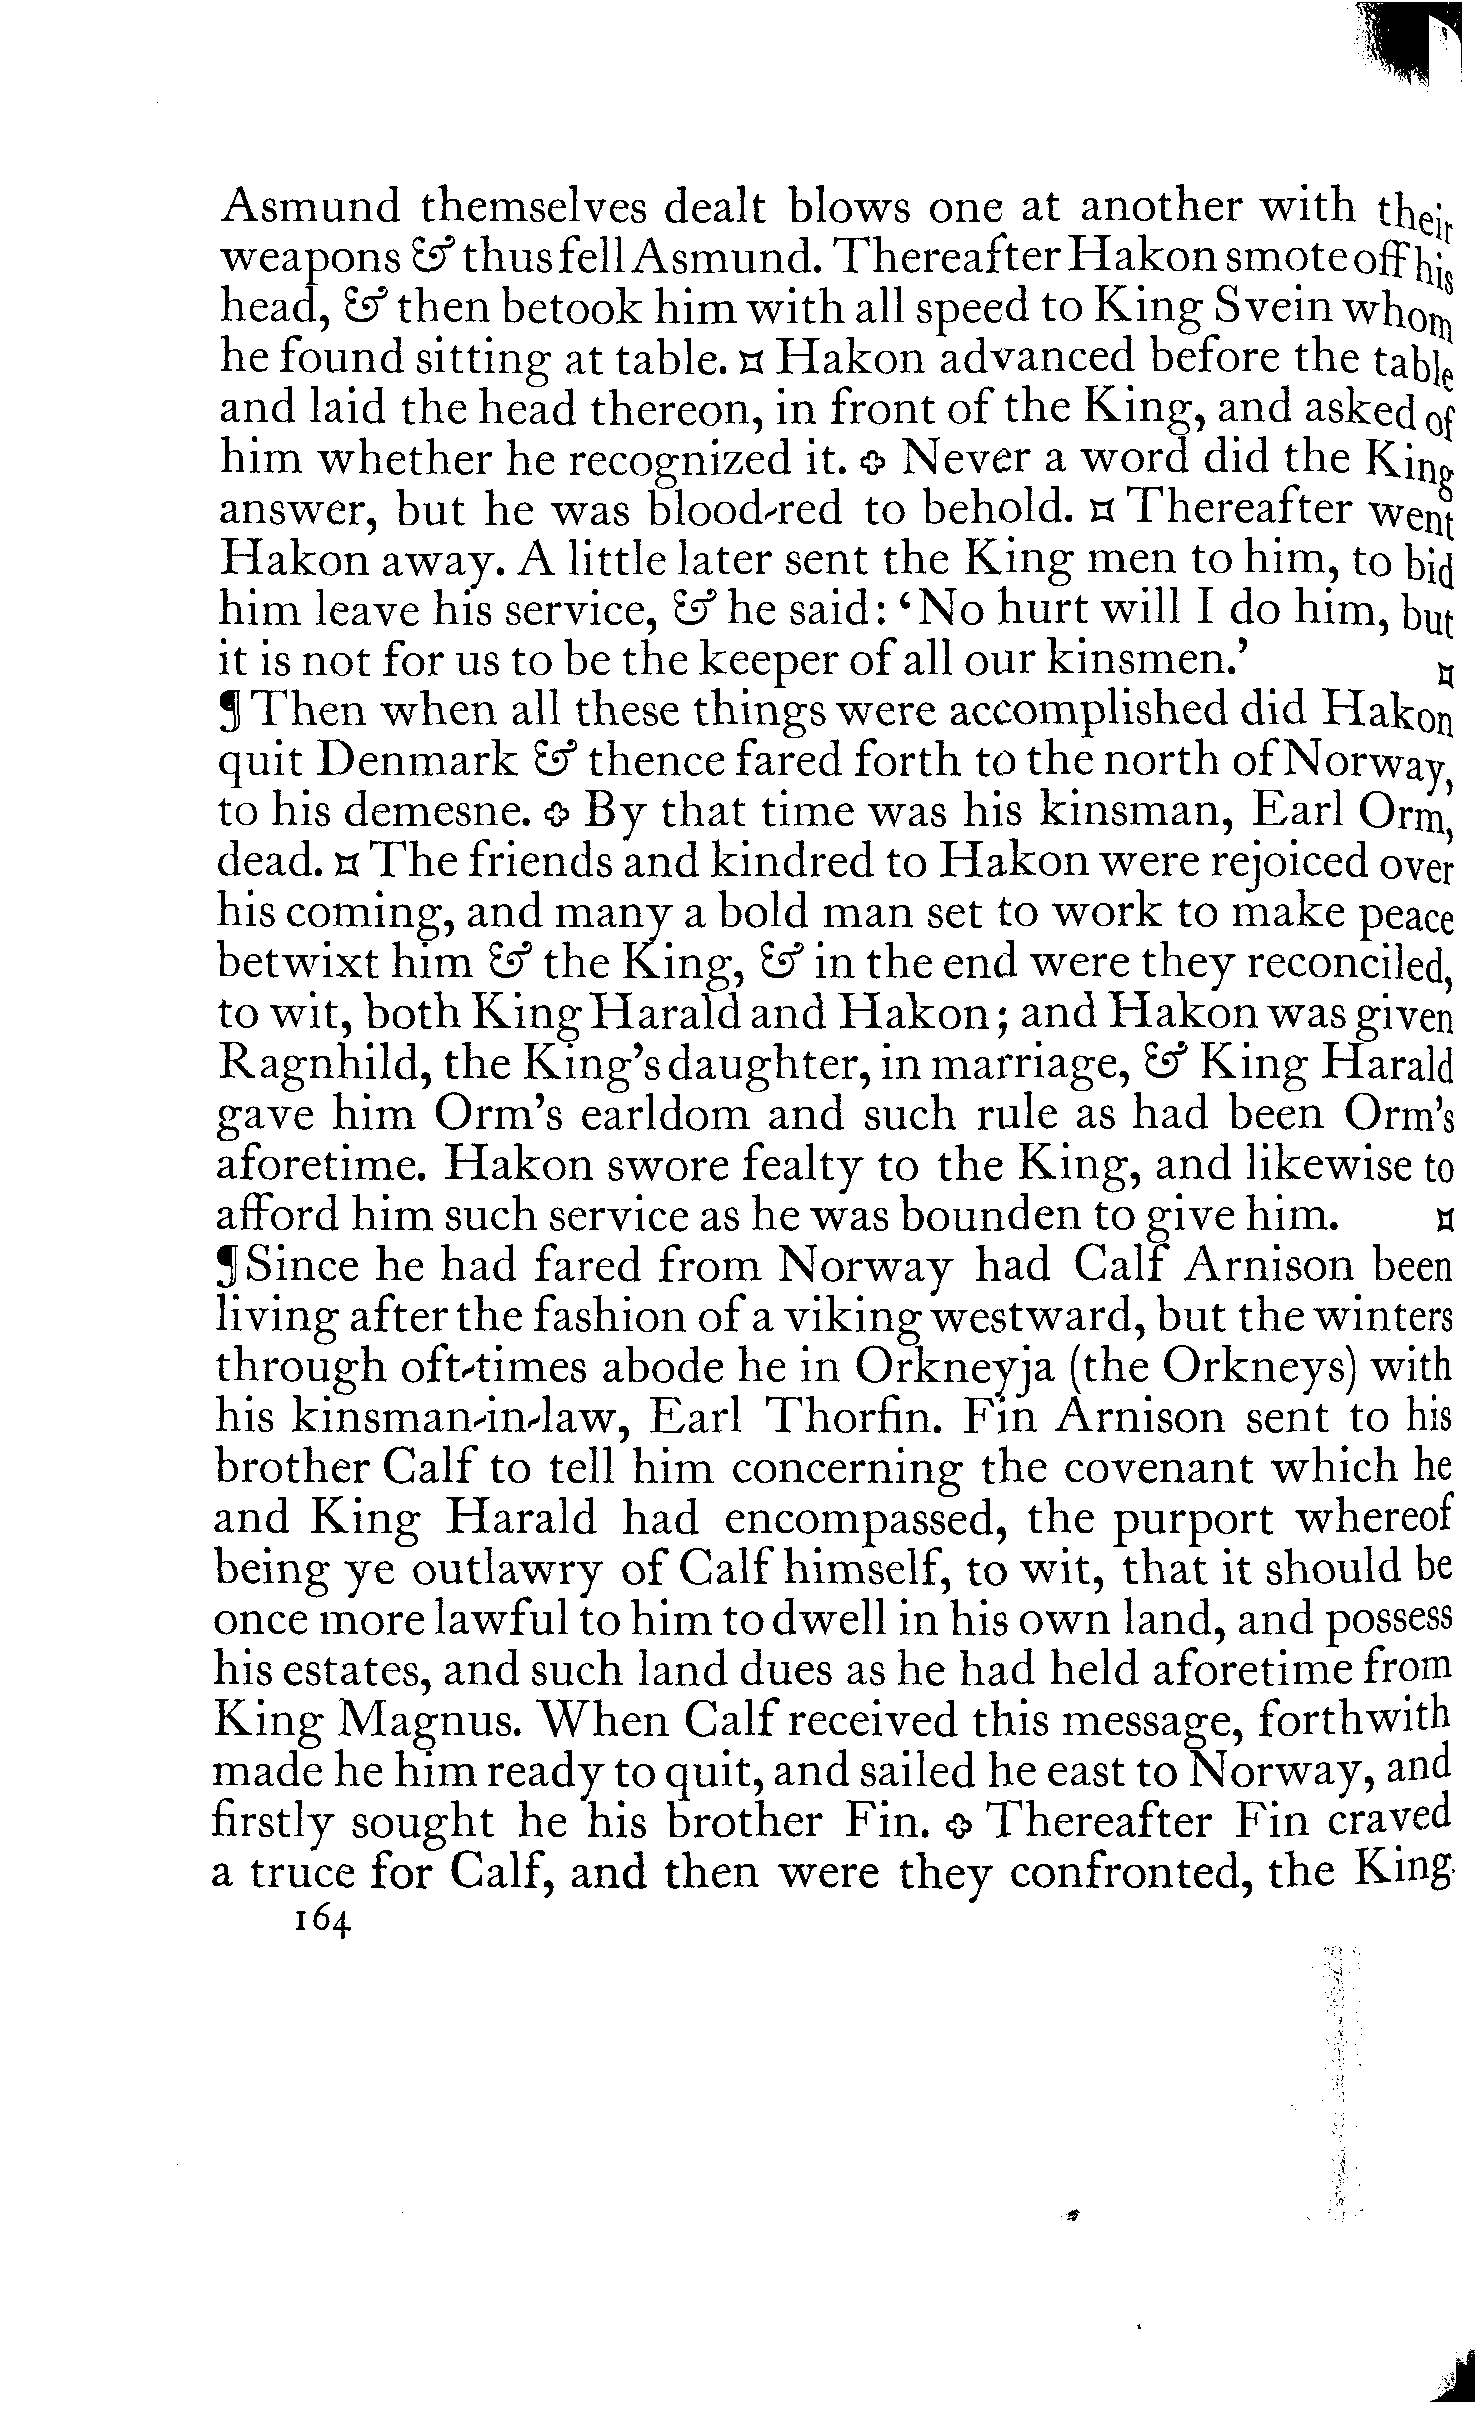 Asmund themselves dealt blows one at another with their
weapons & thus fell Asmund. Thereafter Hakon smote off his
head, & then betook him with all speed to King Svein whom
he found sitting at table. ¤ Hakon advanced before the table
and laid the head thereon, in front of the King, and asked of
him whether he recognized it. ✣ Never a word did the King
answer, but he was blood-red to behold. ¤ Thereafter went
Hakon away. A little later sent the King men to him, to bid
him leave his service, & he said: ‘No hurt will I do him, but
it is not for us to be the keeper of all our kinsmen.’ ¤
¶ Then when all these things were accomplished did Hakon
quit Denmark & thence fared forth to the north of Norway,
to his demesne. ✣ By that time was his kinsman, Earl Orm,
dead. ¤ The friends and kindred to Hakon were rejoiced over
his coming, and many a bold man set to work to make peace
betwixt him & the King, & in the end were they reconciled,
to wit, both King Harald and Hakon; and Hakon was given
Ragnhild, the King's daughter, in marriage, & King Harald
gave him Orm's earldom and such rule as had been Orm's
aforetime. Hakon swore fealty to the King, and likewise to
afford him such service as he was bounden to give him. ¤
¶ Since he had fared from Norway had Calf Arnison been
living after the fashion of a viking westward, but the winters
through oft-times abode he in Orkneyja (the Orkneys) with
his kinsman-in-law, Earl Thorfin. Fin Arnison sent to his
brother Calf to tell him concerning the covenant which he
and King Harald had encompassed, the purport whereof
being ye outlawry of Calf himself, to wit, that it should be
once more lawful to him to dwell in his own land, and possess
his estates, and such land dues as he had held aforetime from
King Magnus. When Calf received this message, forthwith
made he him ready to quit, and sailed he east to Norway, and
firstly sought he his brother Fin. ✣ Thereafter Fin craved
a truce for Calf, and then were they confronted, the King
164